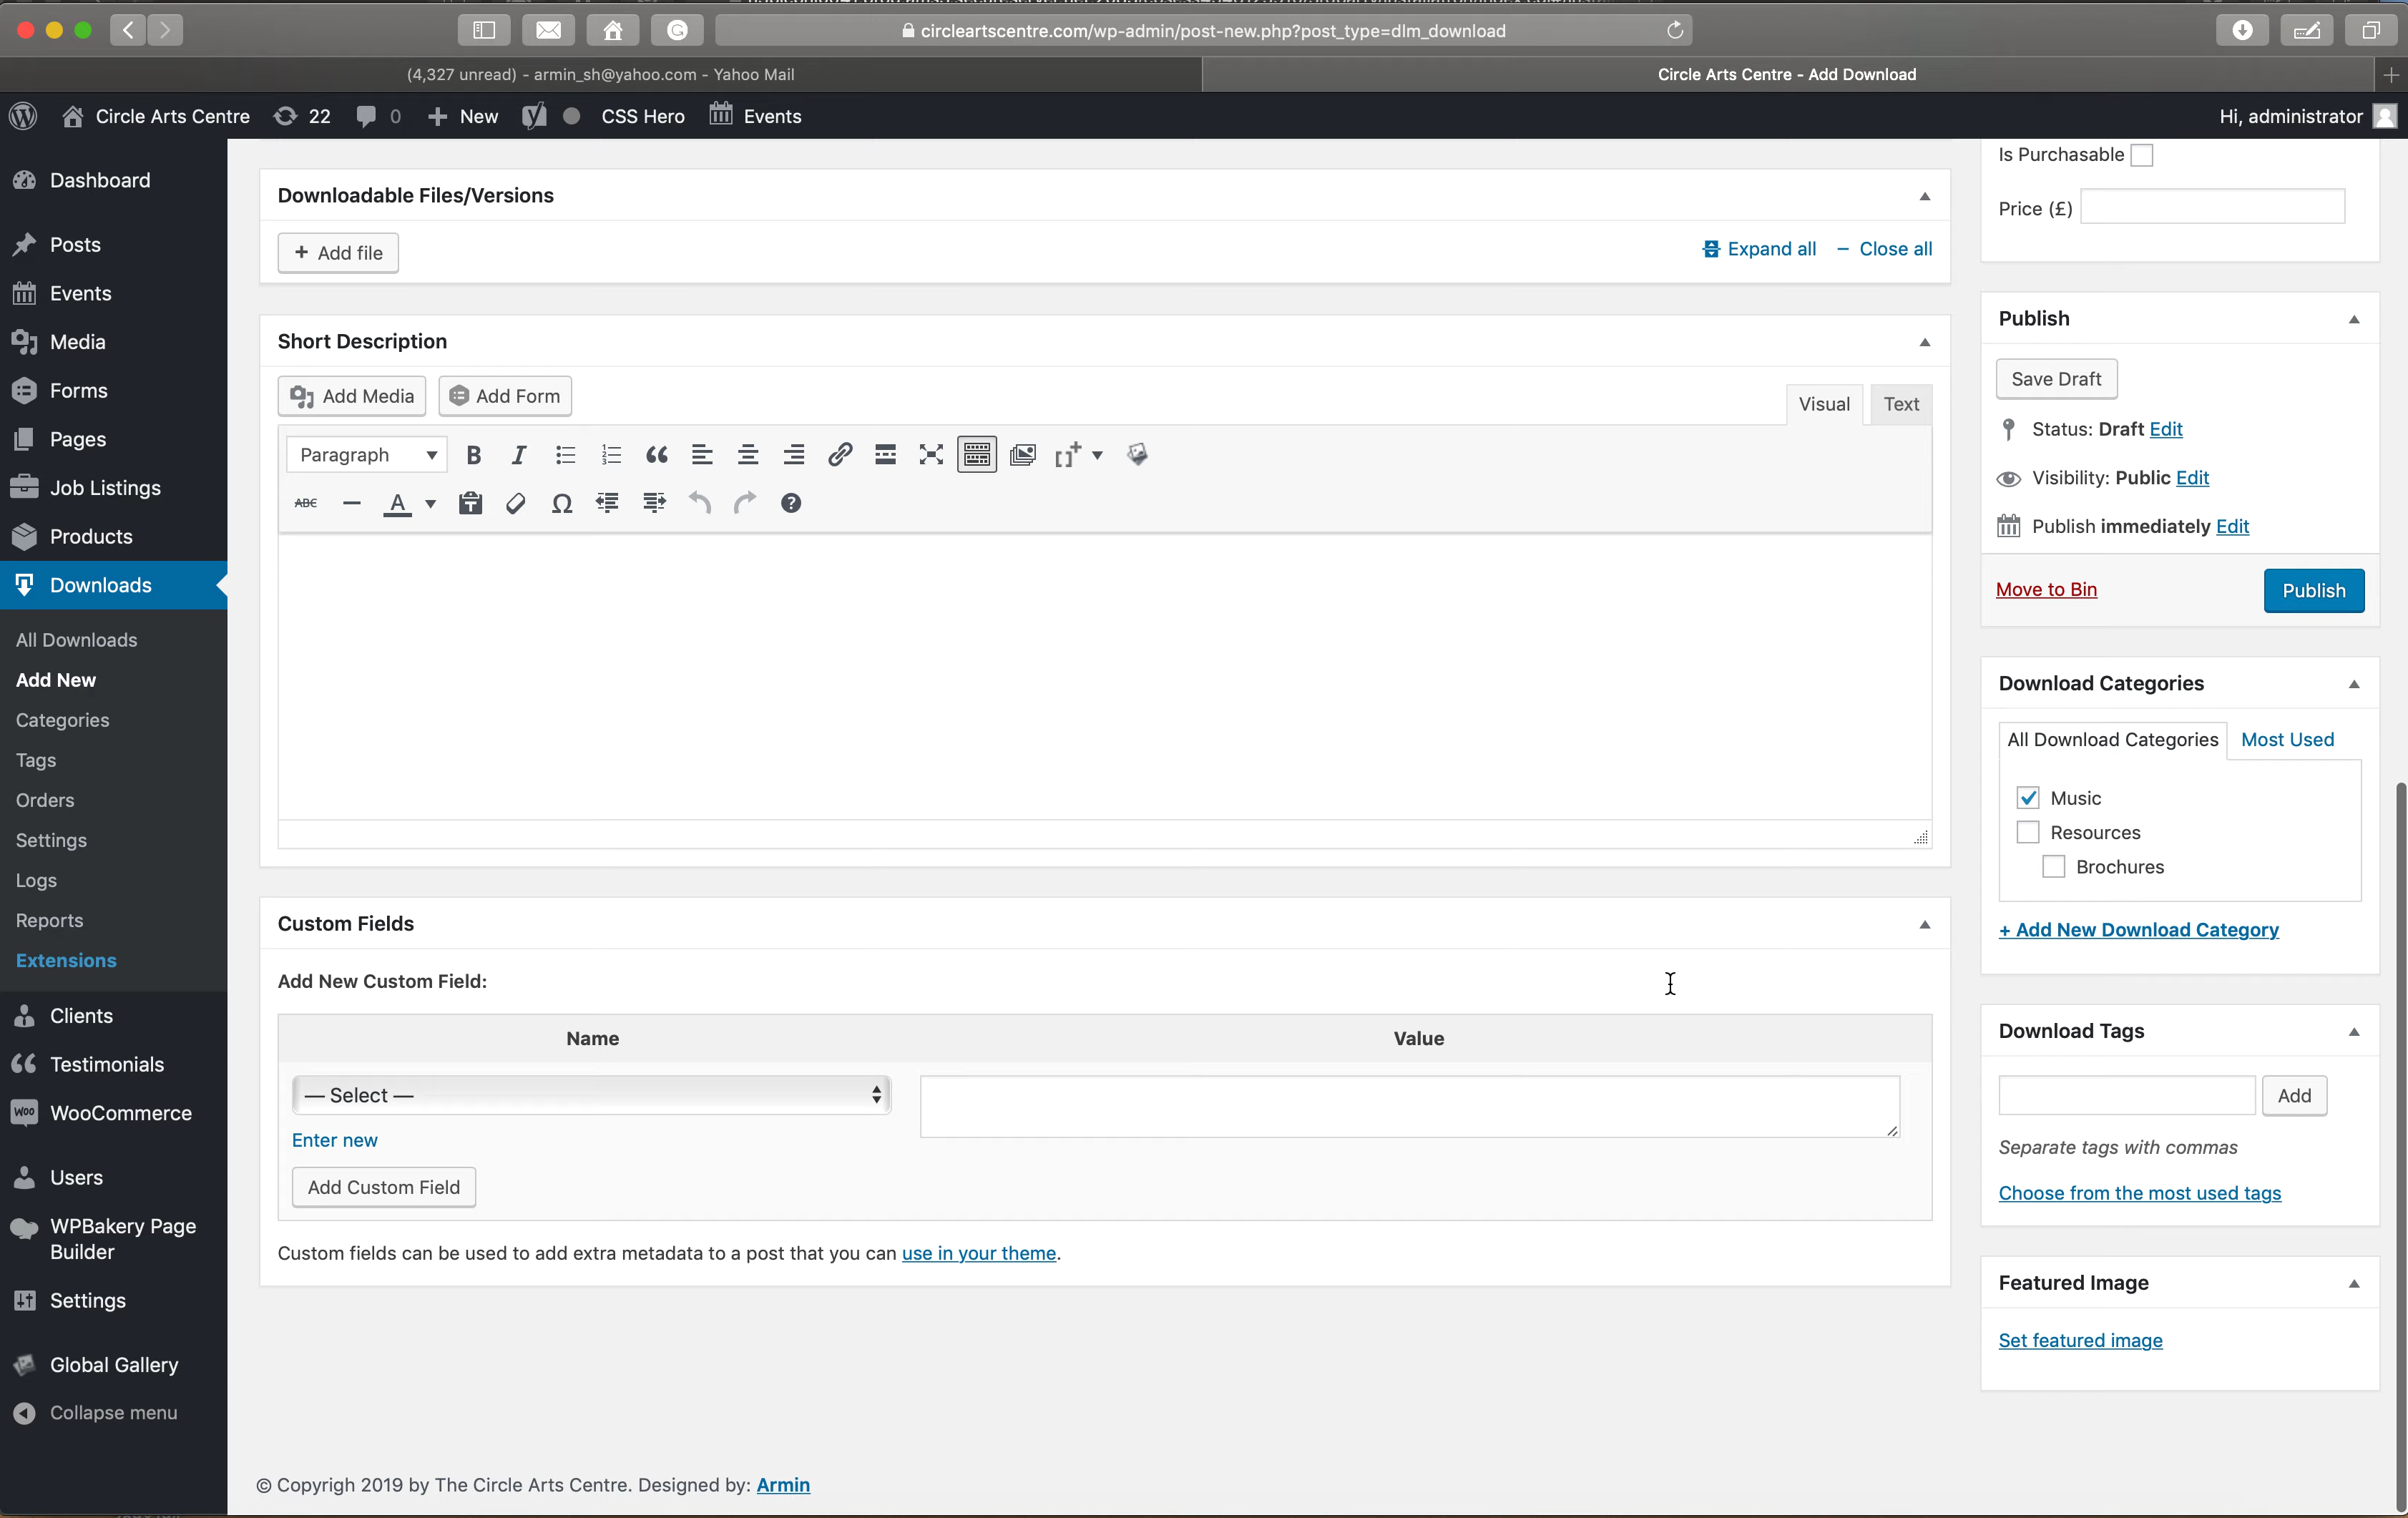 circleartscentre.com/wp-admin/post-new.php?post_type=dlm_download
(4,327 unread) - armin_sh@yahoo.com - Yahoo Mail
Circle Arts Centre - Add Download
Circle Arts Centre 22 0 New CSS Hero Events
Hi, administrator
Dashboard
Posts
Events
Media
Forms
Pages
Job Listings
Products
Downloads
All Downloads
Add New
Categories
Tags
Orders
Settings
Logs
Reports
Extensions
Clients
Testimonials
WOO WooCommerce
Users
WPBakery Page
Builder
Settings
Global Gallery
Collapse menu
Downloadable Files/Versions
+ Add file
Expand all – Close all
Short Description
Add Media Add Form
Visual Text
Paragraph B I
ABC A Ω
Custom Fields
Add New Custom Field:
Name Value
— Select —
Enter new
Add Custom Field
Custom fields can be used to add extra metadata to a post that you can use in your theme.
© Copyrigh 2019 by The Circle Arts Centre. Designed by: Armin
Is Purchasable
Price (£)
Publish
Save Draft
Status: Draft Edit
Visibility: Public Edit
Publish immediately Edit
Move to Bin
Publish
Download Categories
All Download Categories Most Used
Music
Resources
Brochures
+ Add New Download Category
Download Tags
Add
Separate tags with commas
Choose from the most used tags
Featured Image
Set featured image